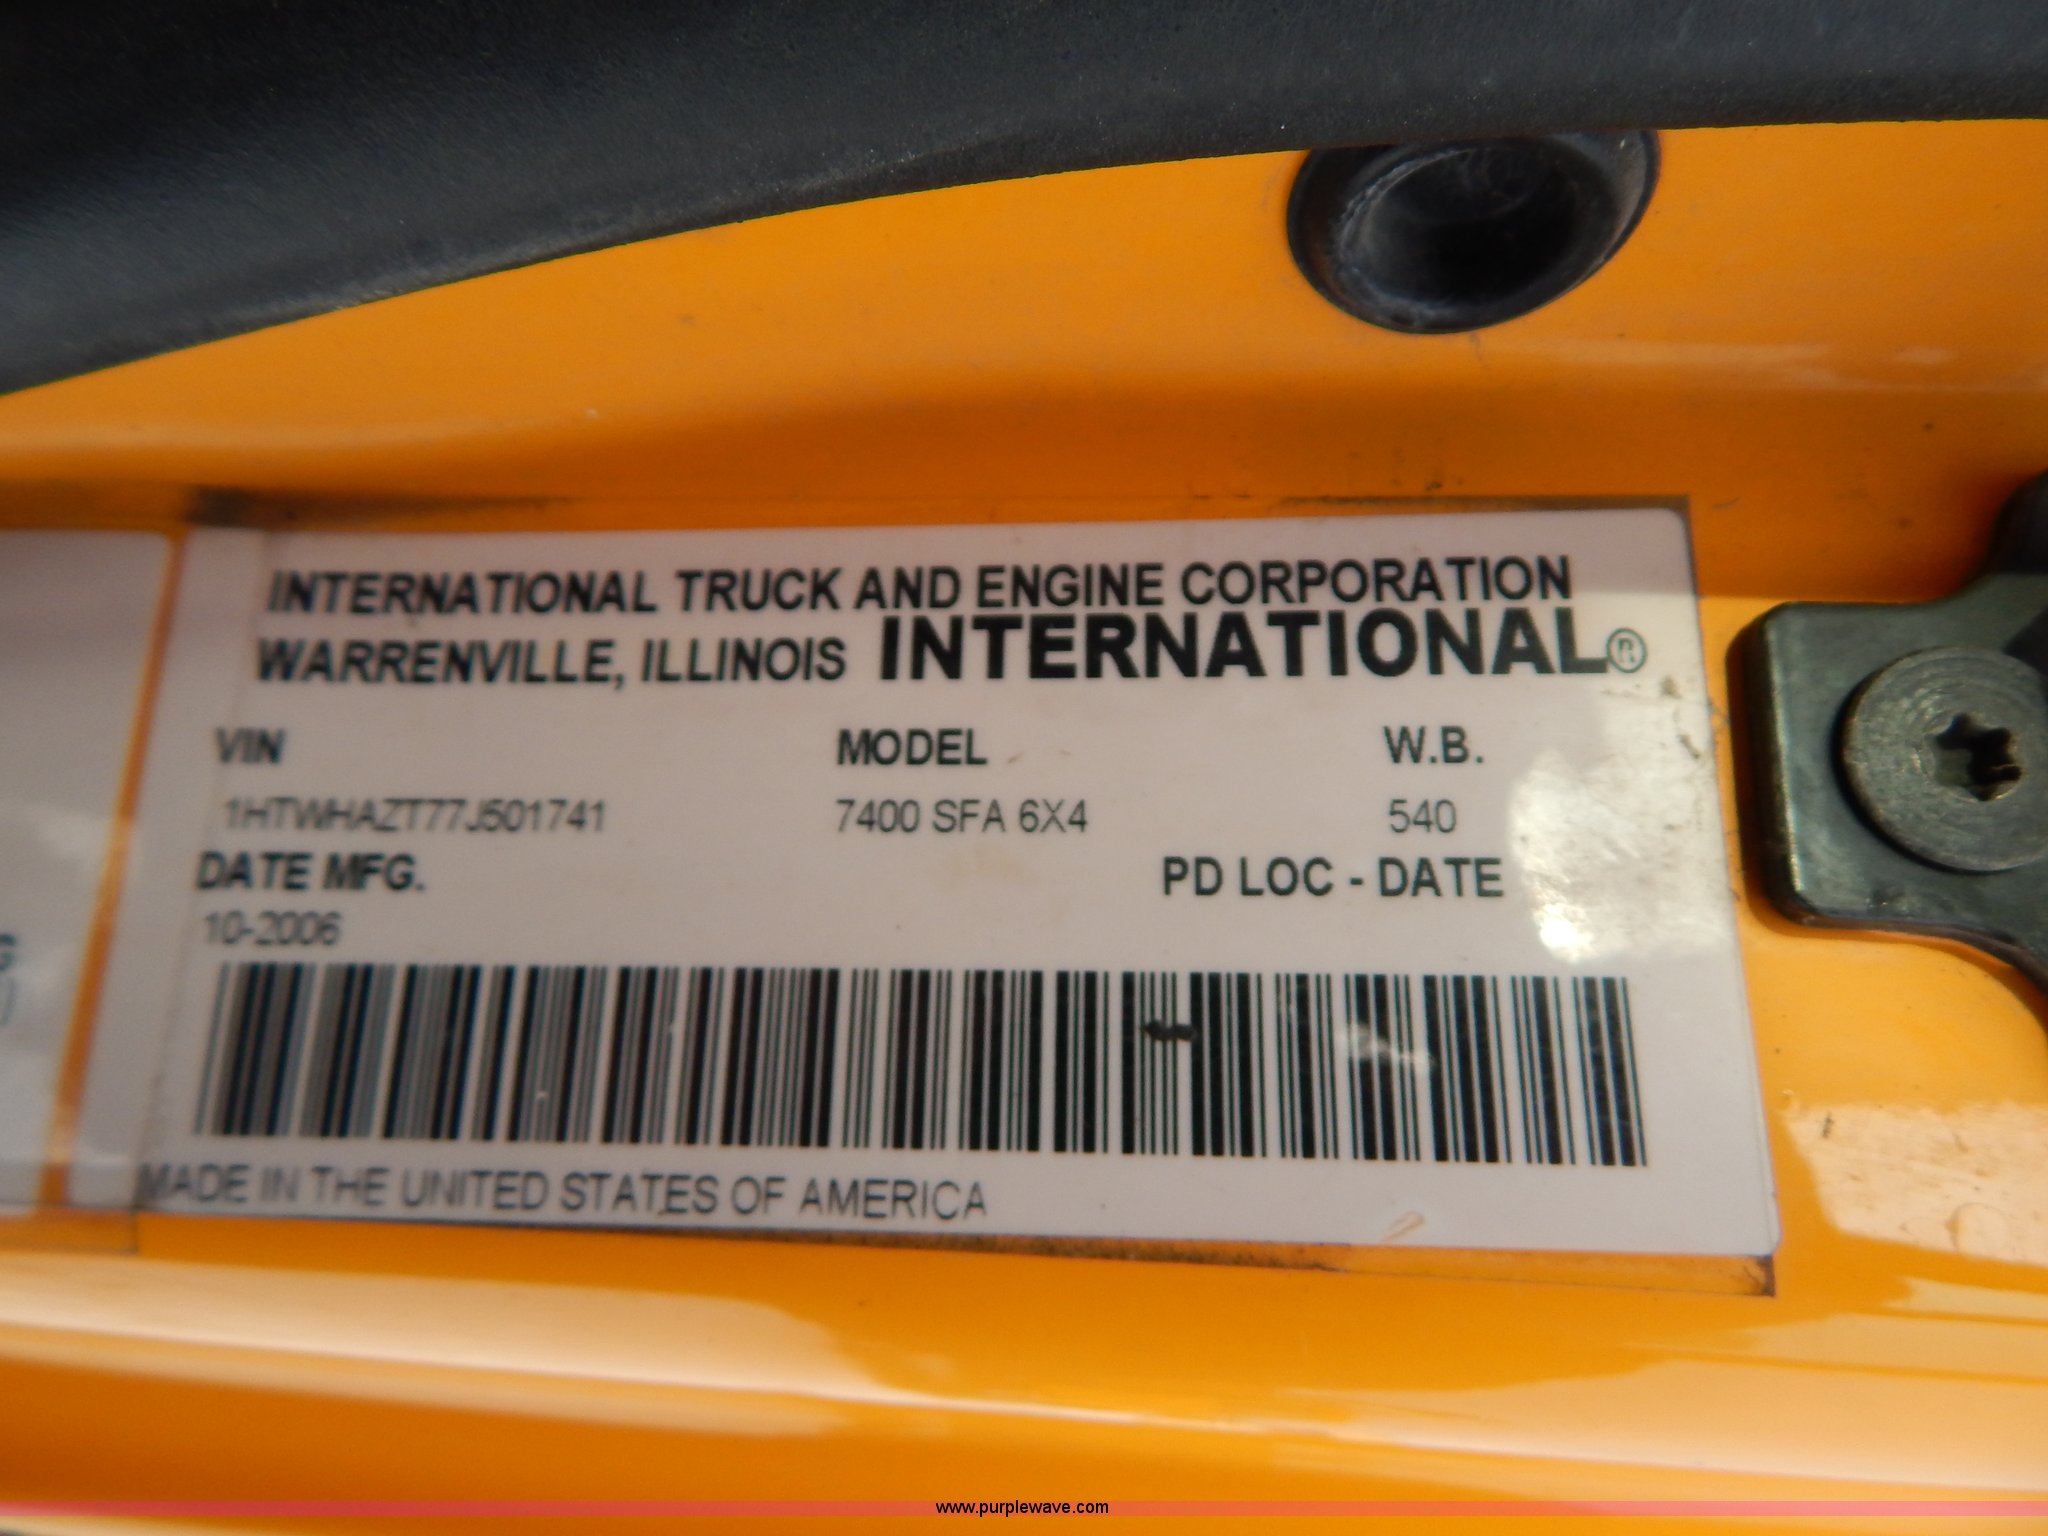 INTERNATIONAL TRUCK AND ENGINE CORPORATION
WARRENVILLE, ILLINOIS INTERNATIONAL®
VIN MODEL W.B.
1HTWHAZT77J501741 7400 SFA 6X4 540
DATE MFG. PD LOC - DATE
10-2006
MADE IN THE UNITED STATES OF AMERICA
www.purplewave.com